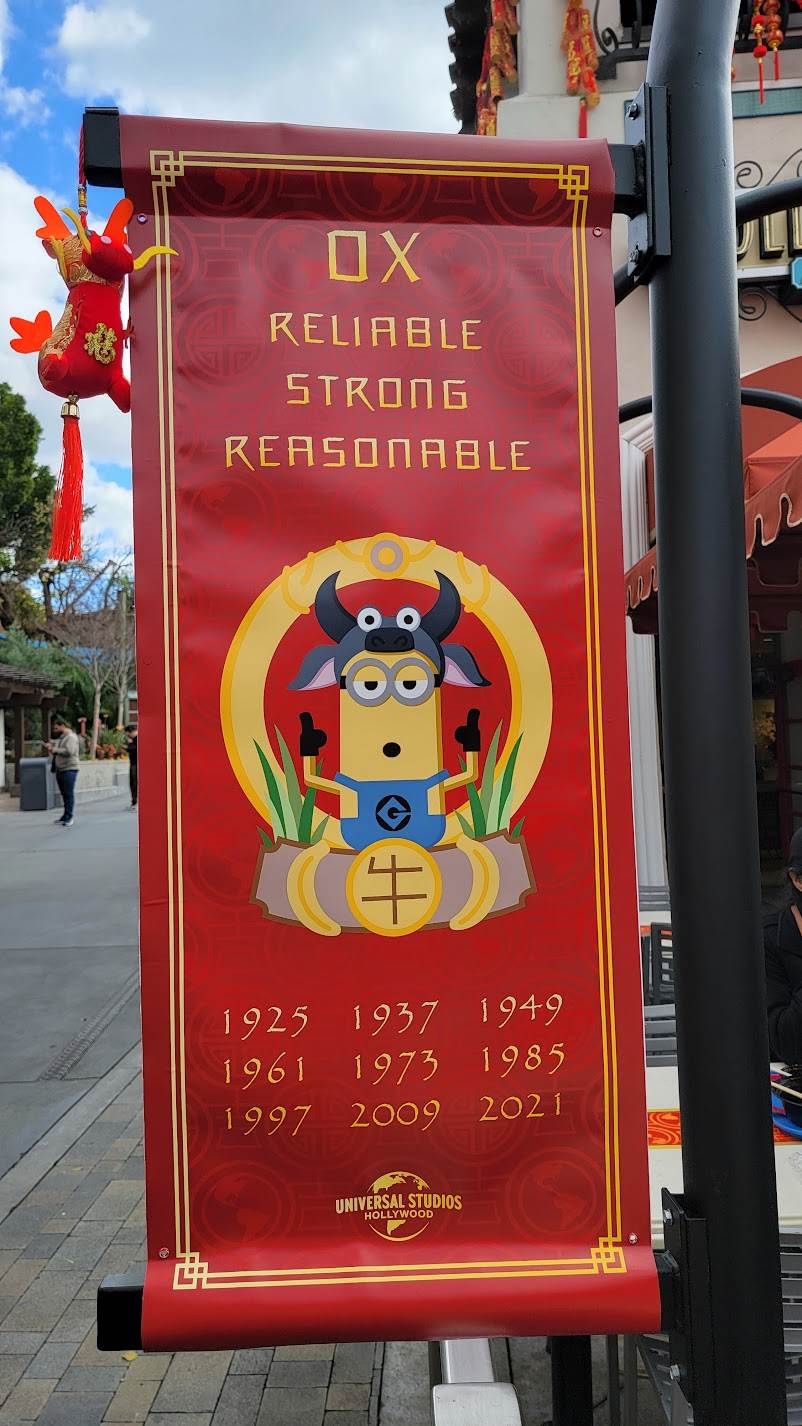 OX
RELIABLE
STRONG
REASONABLE
牛
1925 1937 1949
1961 1973 1985
1997 2009 2021
UNIVERSAL STUDIOS
HOLLYWOOD